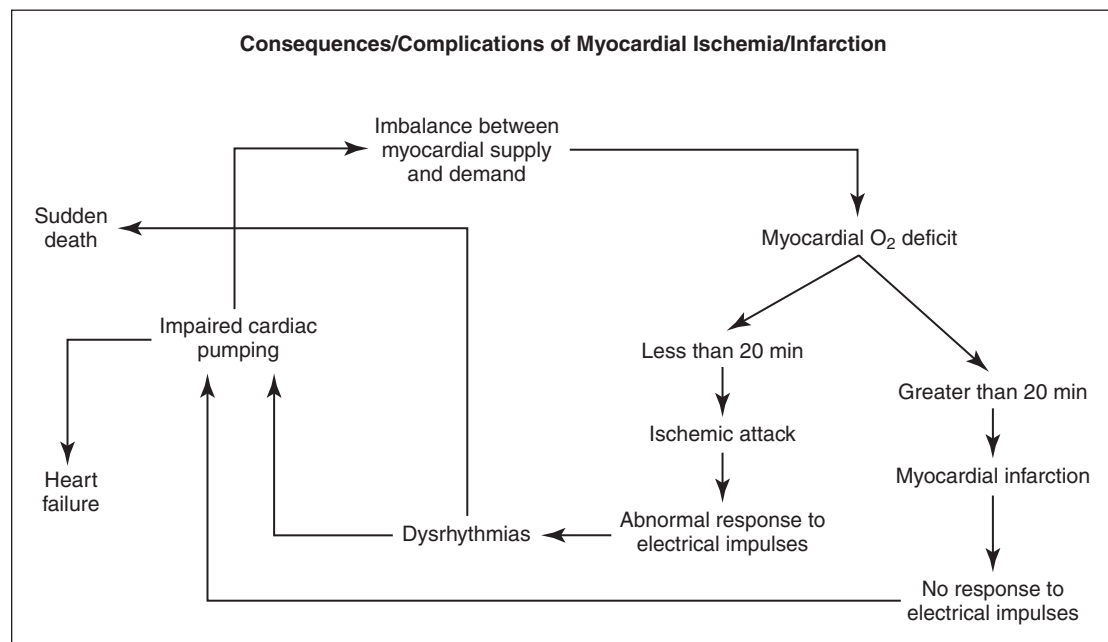 Consequences/Complications of Myocardial Ischemia/Infarction
Imbalance between
myocardial supply
and demand
Sudden
death
Myocardial O₂ deficit
Impaired cardiac
pumping
Less than 20 min
Greater than 20 min
Ischemic attack
Heart
failure
Myocardial infarction
Dysrhythmias
Abnormal response to
electrical impulses
No response to
electrical impulses